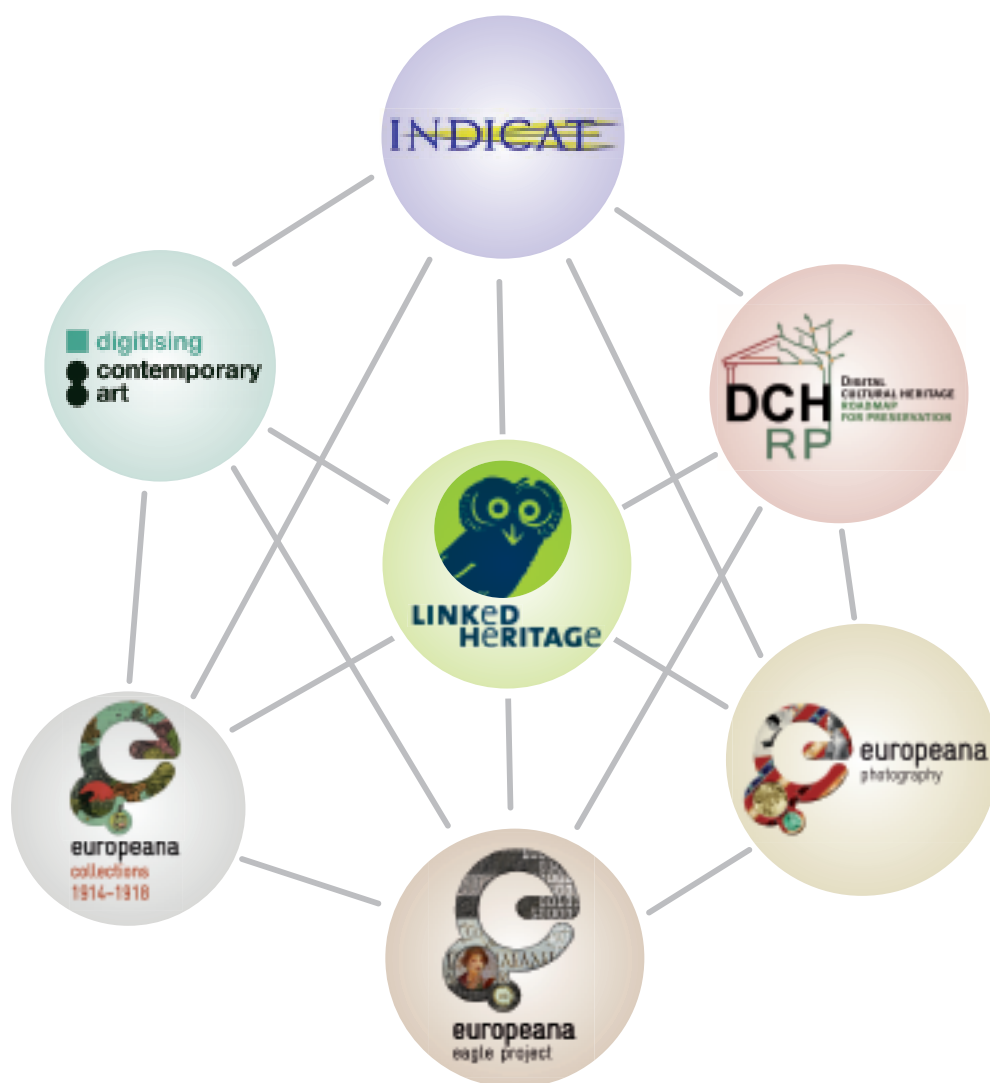 INDICATE
digitising
contemporary
art
DCH
RP
DIGITAL
CULTURAL HERITAGE
ROADMAP
FOR PRESERVATION
LINKeD
HeRITAGe
europeana
photography
europeana
collections
1914-1918
europeana
eagle project